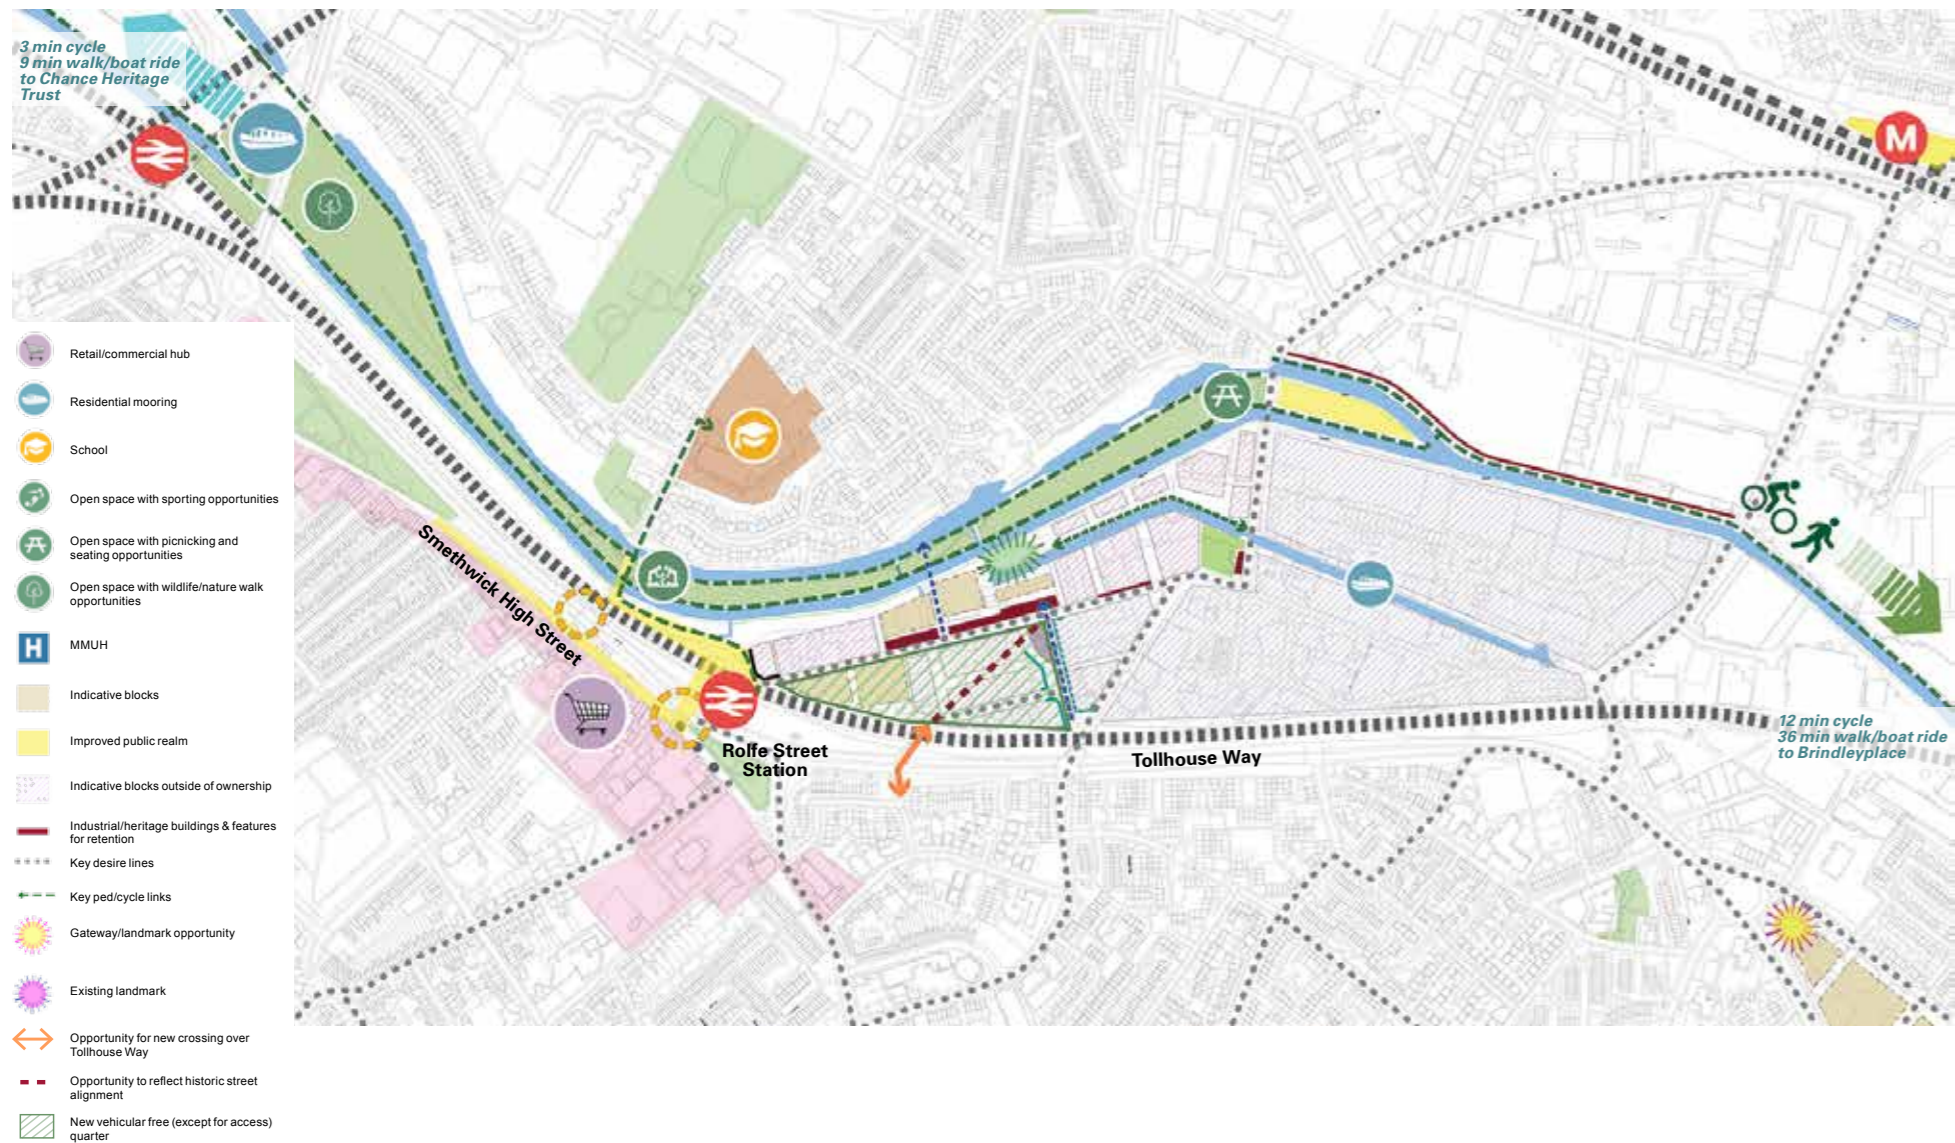 3 min cycle
9 min walk/boat ride
to Chance Heritage
Trust
M
Retail/commercial hub
Residential mooring
School
Open space with sporting opportunities
Open space with picnicking and
seating opportunities
Open space with wildlife/nature walk
opportunities
H
MMUH
Indicative blocks
Improved public realm
Indicative blocks outside of ownership
Industrial/heritage buildings & features
for retention
Key desire lines
Key ped/cycle links
Gateway/landmark opportunity
Existing landmark
Opportunity for new crossing over
Tollhouse Way
Opportunity to reflect historic street
alignment
New vehicular free (except for access)
quarter
Smethwick High Street
Rolfe Street
Station
Tollhouse Way
12 min cycle
36 min walk/boat ride
to Brindleyplace